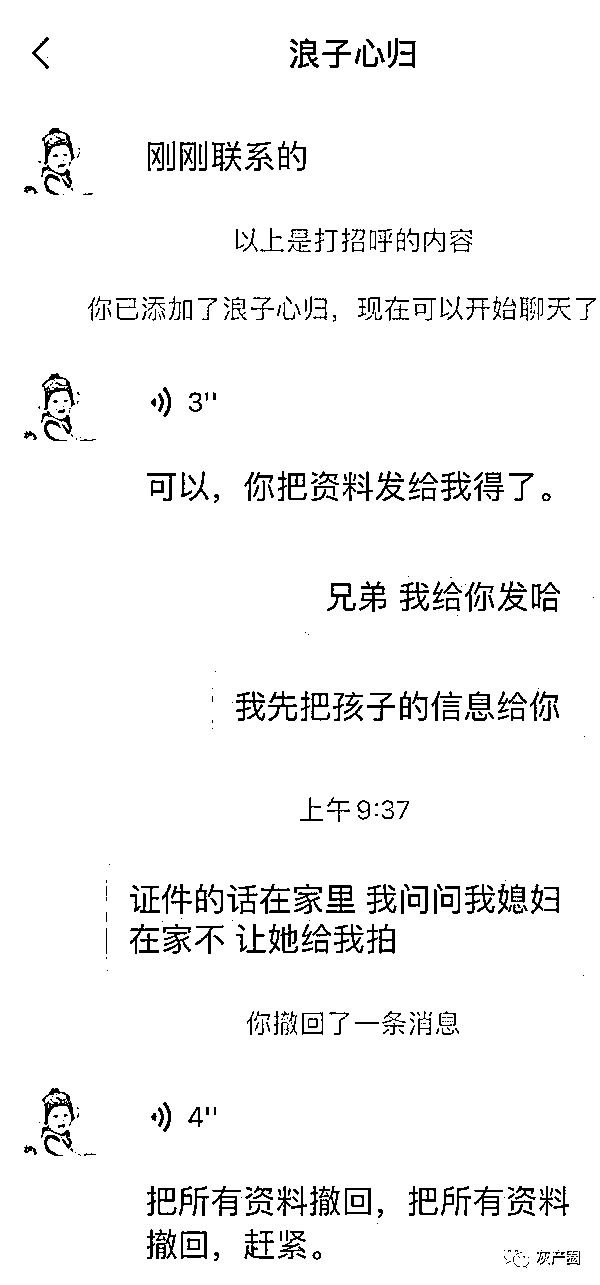 浪子心归
刚刚联系的
以上是打招呼的内容
你已添加了浪子心归，现在可以开始聊天了
3"
可以，你把资料发给我得了。
兄弟 我给你发哈
我先把孩子的信息给你
上午9:37
证件的话在家里 我问问我媳妇
在家不 让她给我拍
你撤回了一条消息
4"
把所有资料撤回，把所有资料
撤回，赶紧。
灰产圈